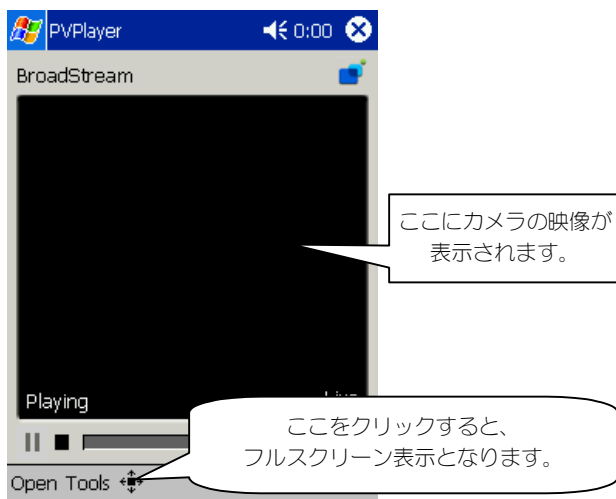 PVPlayer 0:00
BroadStream
ここにカメラの映像が
表示されます。
Playing
ここをクリックすると、
フルスクリーン表示となります。
Open Tools